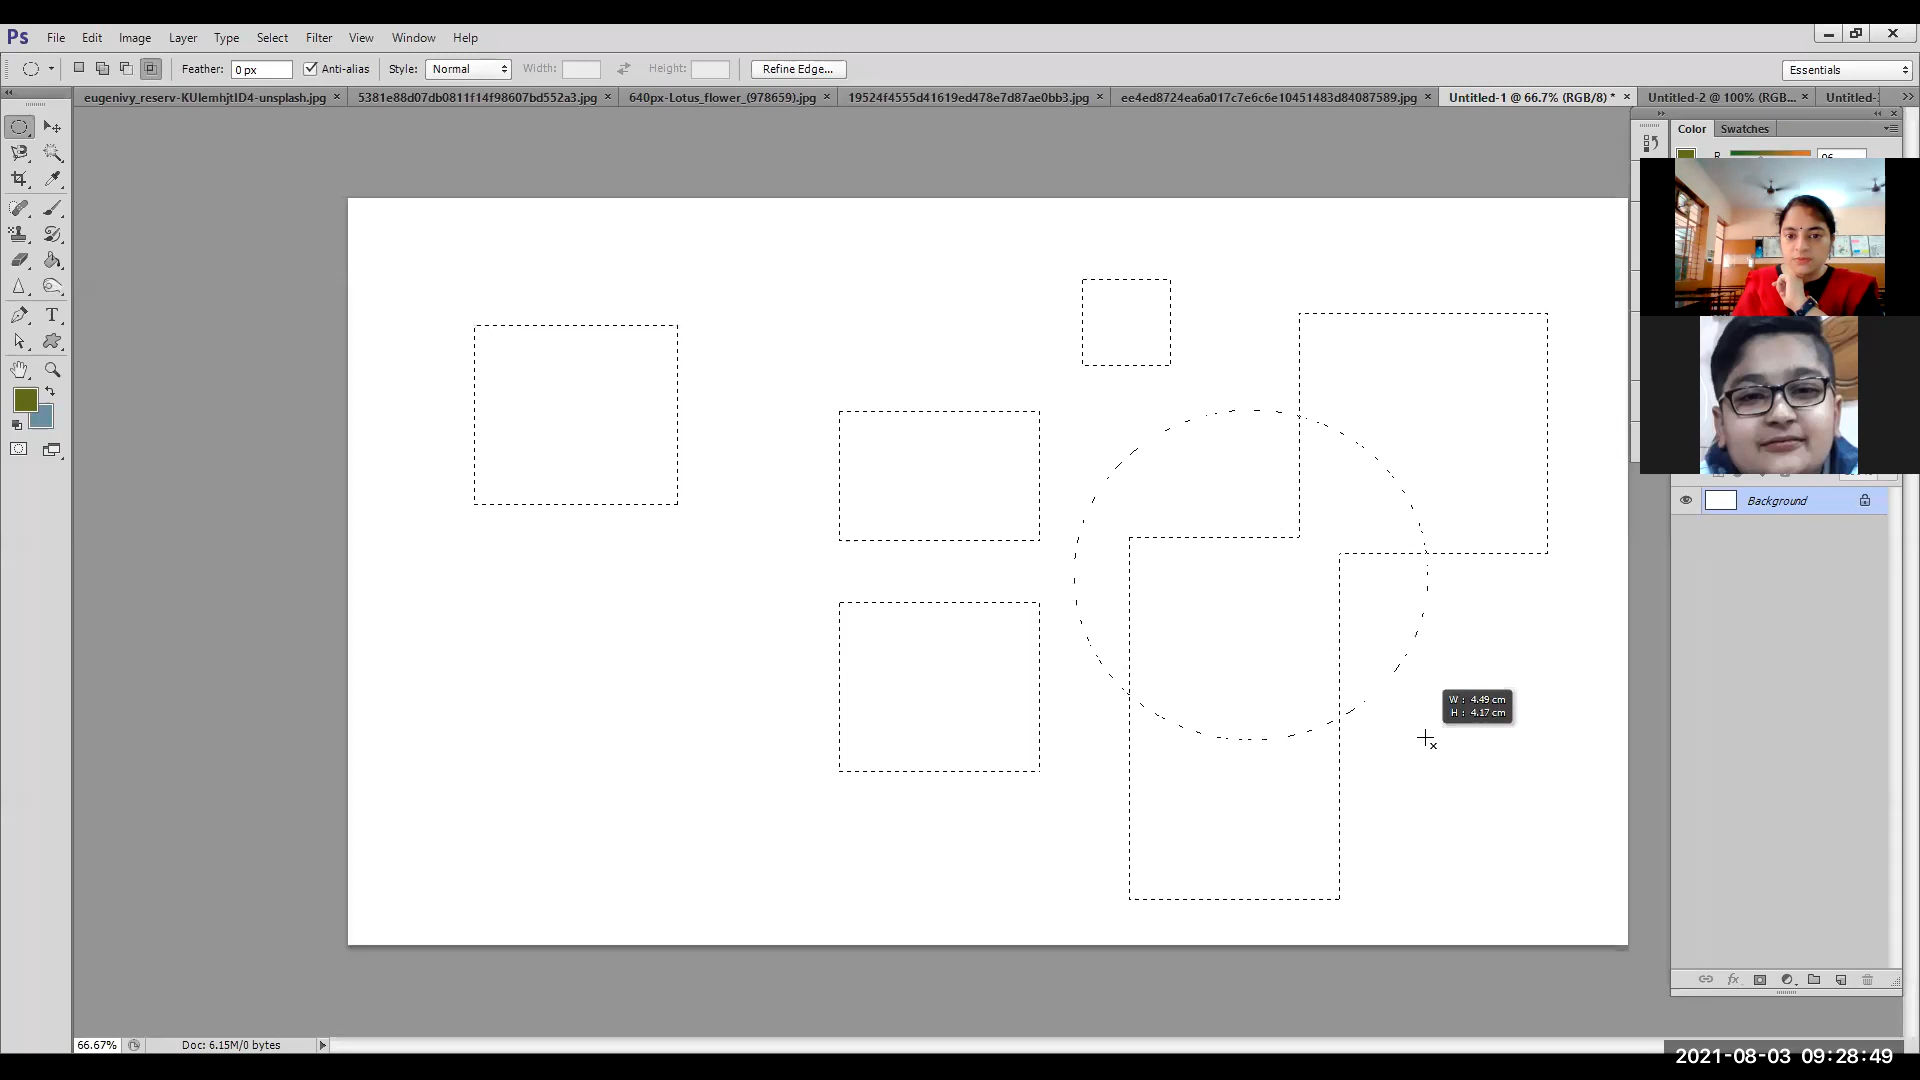 Ps File Edit Image Layer Type Select Filter View Window Help
Feather: 0 px Anti-alias Style: Normal Width: Height: Refine Edge... Essentials
eugenivy_reserv-KUIemhjtID4-unsplash.jpg × 5381e88d07db0811f14f98607bd552a3.jpg × 640px-Lotus_flower_(978659).jpg × 19524f4555d41619ed478e7d87ae0bb3.jpg × ee4ed8724ea6a017c7e6c6e10451483d84087589.jpg × Untitled-1 @ 66.7% (RGB/8) * × Untitled-2 @ 100% (RGB... × Untitled-
Color Swatches
R
Background
W : 4.49 cm
H : 4.17 cm
66.67% Doc: 6.15M/0 bytes
2021-08-03 09:28:49